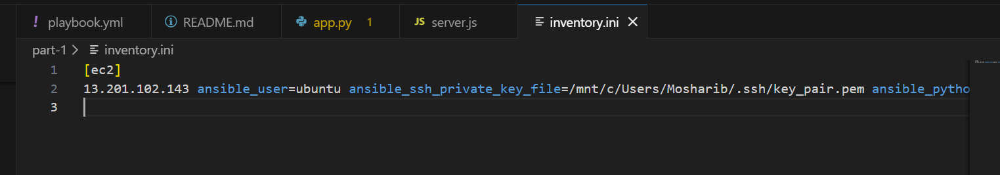 ! playbook.yml README.md app.py 1 JS server.js inventory.ini
part-1 > inventory.ini
1 [ec2]
2 13.201.102.143 ansible_user=ubuntu ansible_ssh_private_key_file=/mnt/c/Users/Mosharib/.ssh/key_pair.pem ansible_pytho
3